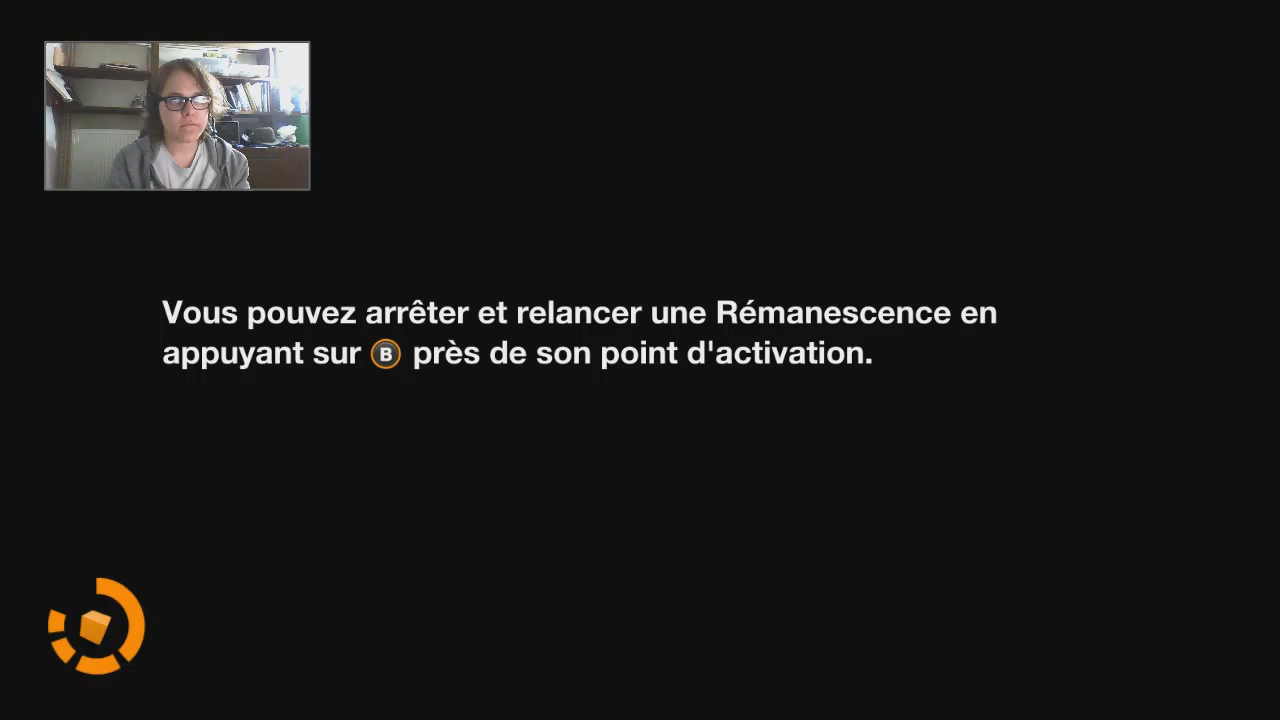 Vous pouvez arrêter et relancer une Rémanescence en
appuyant sur B près de son point d'activation.